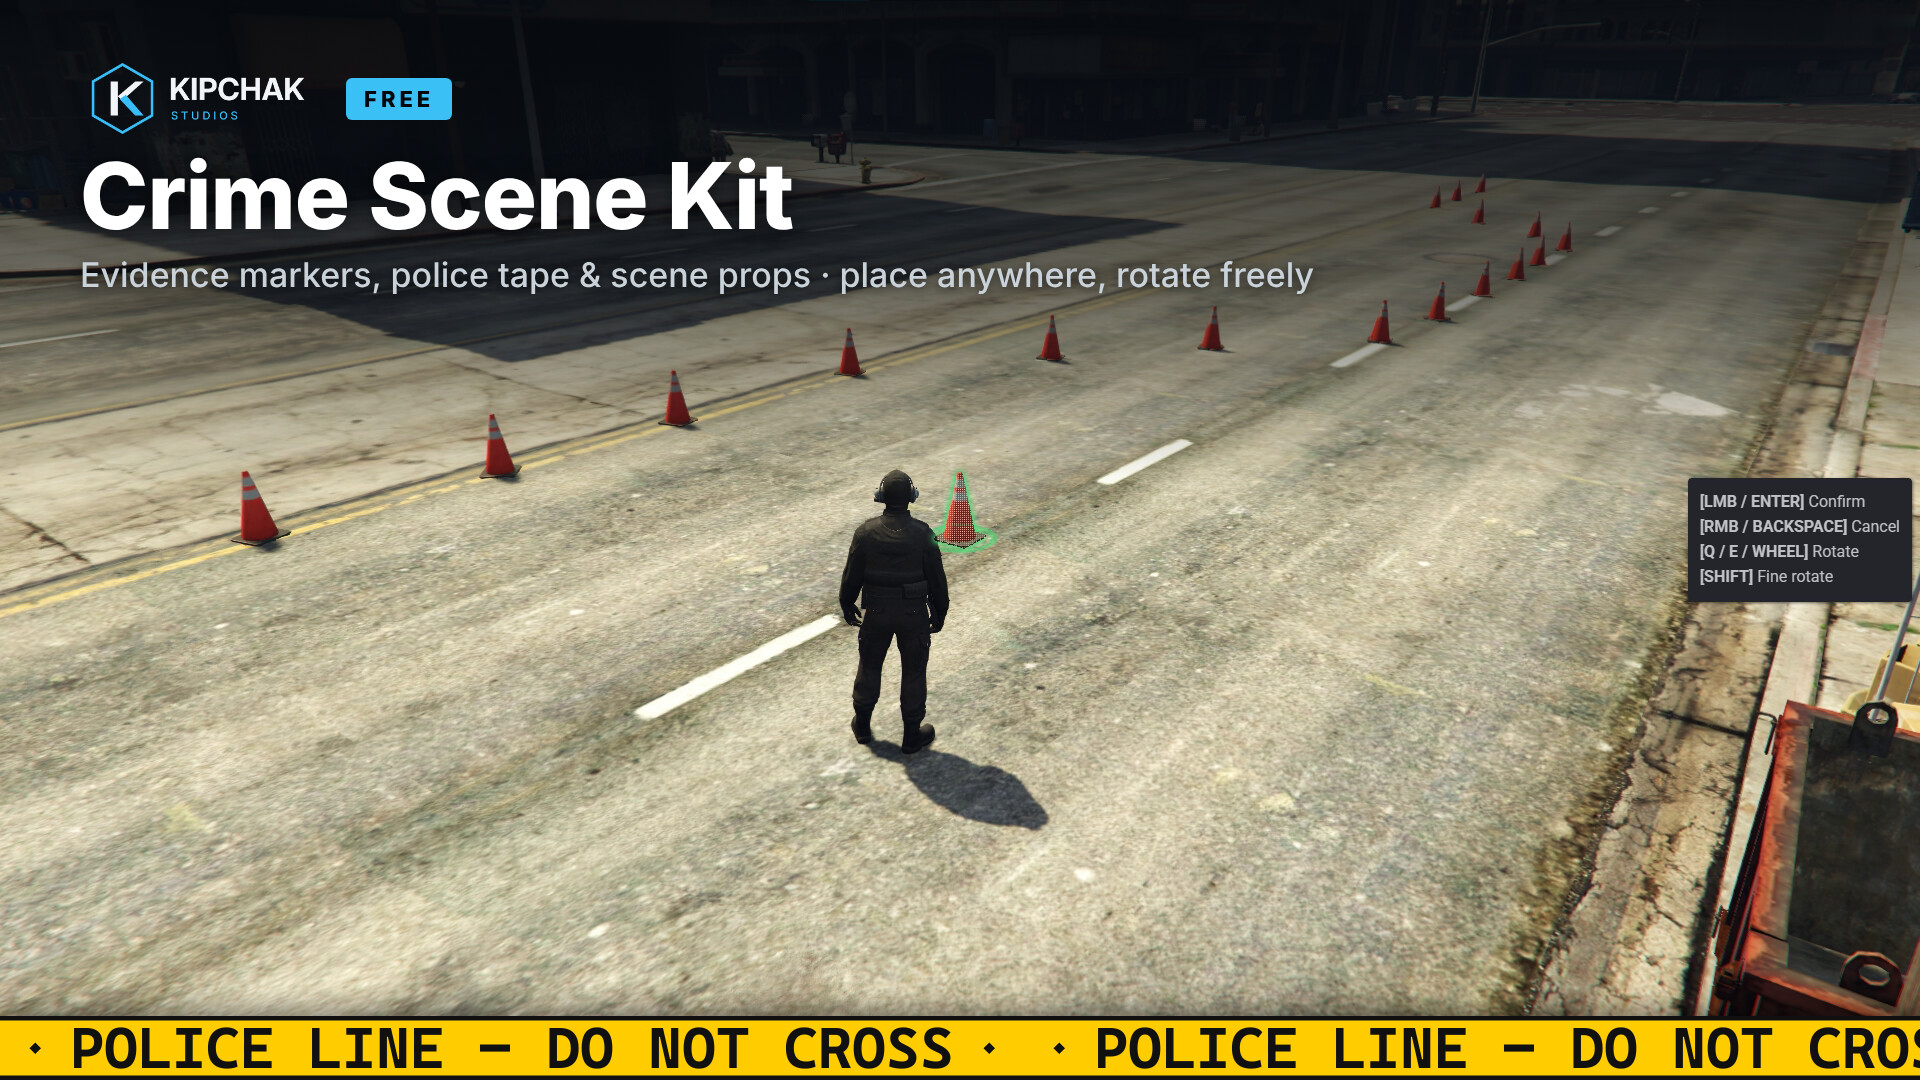 KIPCHAK
STUDIOS
FREE
Crime Scene Kit
Evidence markers, police tape & scene props · place anywhere, rotate freely
[LMB / ENTER] Confirm
[RMB / BACKSPACE] Cancel
[Q / E / WHEEL] Rotate
[SHIFT] Fine rotate
· POLICE LINE — DO NOT CROSS · · POLICE LINE — DO NOT CROS